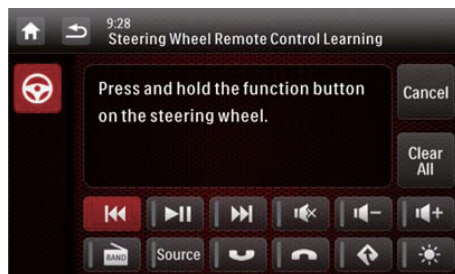 9:28
Steering Wheel Remote Control Learning
Press and hold the function button
on the steering wheel.
Cancel
Clear
All
BAND
Source